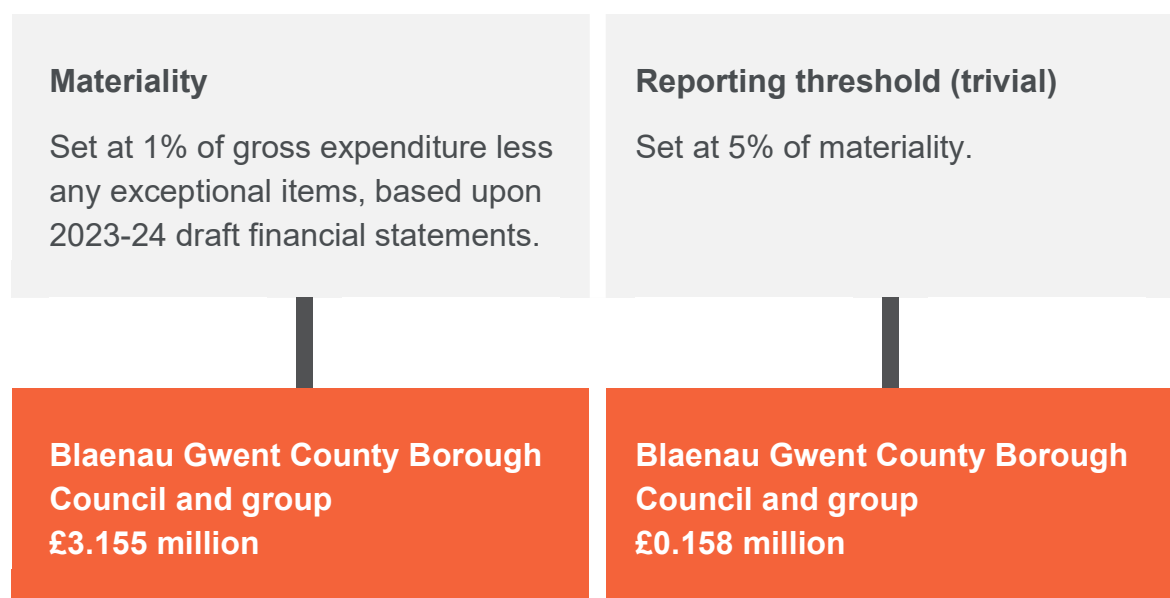 Materiality
Set at 1% of gross expenditure less
any exceptional items, based upon
2023-24 draft financial statements.
Reporting threshold (trivial)
Set at 5% of materiality.
Blaenau Gwent County Borough
Council and group
£3.155 million
Blaenau Gwent County Borough
Council and group
£0.158 million